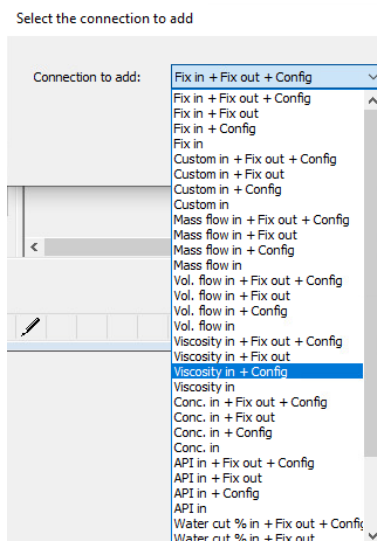 Select the connection to add
Connection to add:
Fix in + Fix out + Config
Fix in + Fix out + Config
Fix in + Fix out
Fix in + Config
Fix in
Custom in + Fix out + Config
Custom in + Fix out
Custom in + Config
Custom in
Mass flow in + Fix out + Config
Mass flow in + Fix out
Mass flow in + Config
Mass flow in
Vol. flow in + Fix out + Config
Vol. flow in + Fix out
Vol. flow in + Config
Vol. flow in
Viscosity in + Fix out + Config
Viscosity in + Fix out
Viscosity in + Config
Viscosity in
Conc. in + Fix out + Config
Conc. in + Fix out
Conc. in + Config
Conc. in
API in + Fix out + Config
API in + Fix out
API in + Config
API in
Water cut % in + Fix out + Config
Water cut % in + Fix out